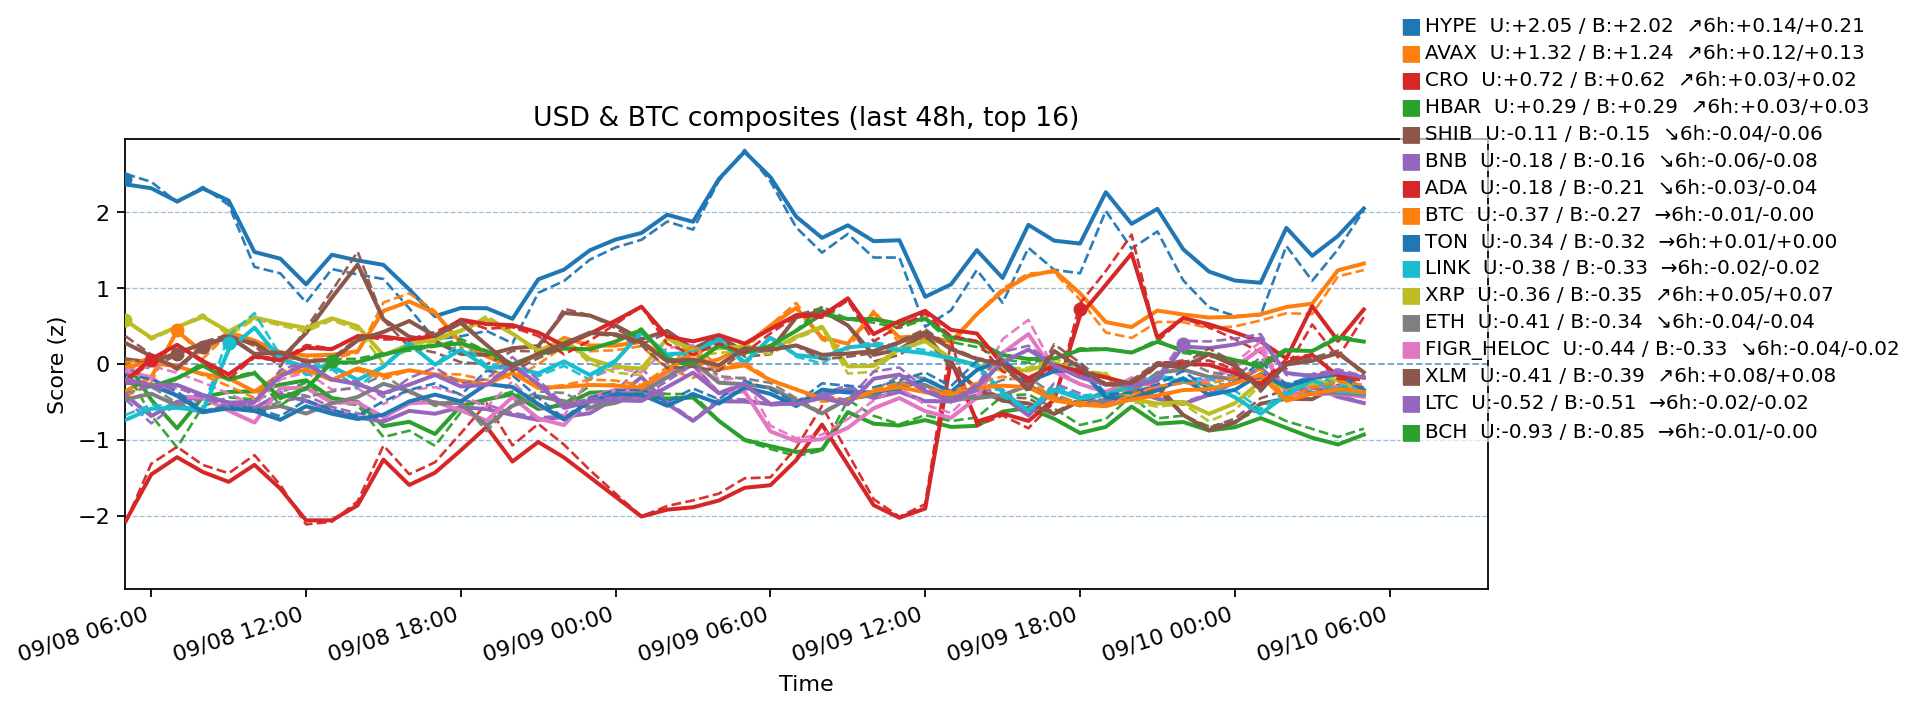 HYPE  U:+2.05 / B:+2.02  ↗6h:+0.14/+0.21
AVAX  U:+1.32 / B:+1.24  ↗6h:+0.12/+0.13
CRO  U:+0.72 / B:+0.62  ↗6h:+0.03/+0.02
HBAR  U:+0.29 / B:+0.29  ↗6h:+0.03/+0.03
SHIB  U:-0.11 / B:-0.15  ↘6h:-0.04/-0.06
BNB  U:-0.18 / B:-0.16  ↘6h:-0.06/-0.08
ADA  U:-0.18 / B:-0.21  ↘6h:-0.03/-0.04
BTC  U:-0.37 / B:-0.27  →6h:-0.01/-0.00
TON  U:-0.34 / B:-0.32  →6h:+0.01/+0.00
LINK  U:-0.38 / B:-0.33  →6h:-0.02/-0.02
XRP  U:-0.36 / B:-0.35  ↗6h:+0.05/+0.07
ETH  U:-0.41 / B:-0.34  ↘6h:-0.04/-0.04
FIGR_HELOC  U:-0.44 / B:-0.33  ↘6h:-0.04/-0.02
XLM  U:-0.41 / B:-0.39  ↗6h:+0.08/+0.08
LTC  U:-0.52 / B:-0.51  →6h:-0.02/-0.02
BCH  U:-0.93 / B:-0.85  →6h:-0.01/-0.00
USD & BTC composites (last 48h, top 16)
Score (z)
2
1
0
−1
−2
09/08 06:00
09/08 12:00
09/08 18:00
09/09 00:00
09/09 06:00
09/09 12:00
09/09 18:00
09/10 00:00
09/10 06:00
Time